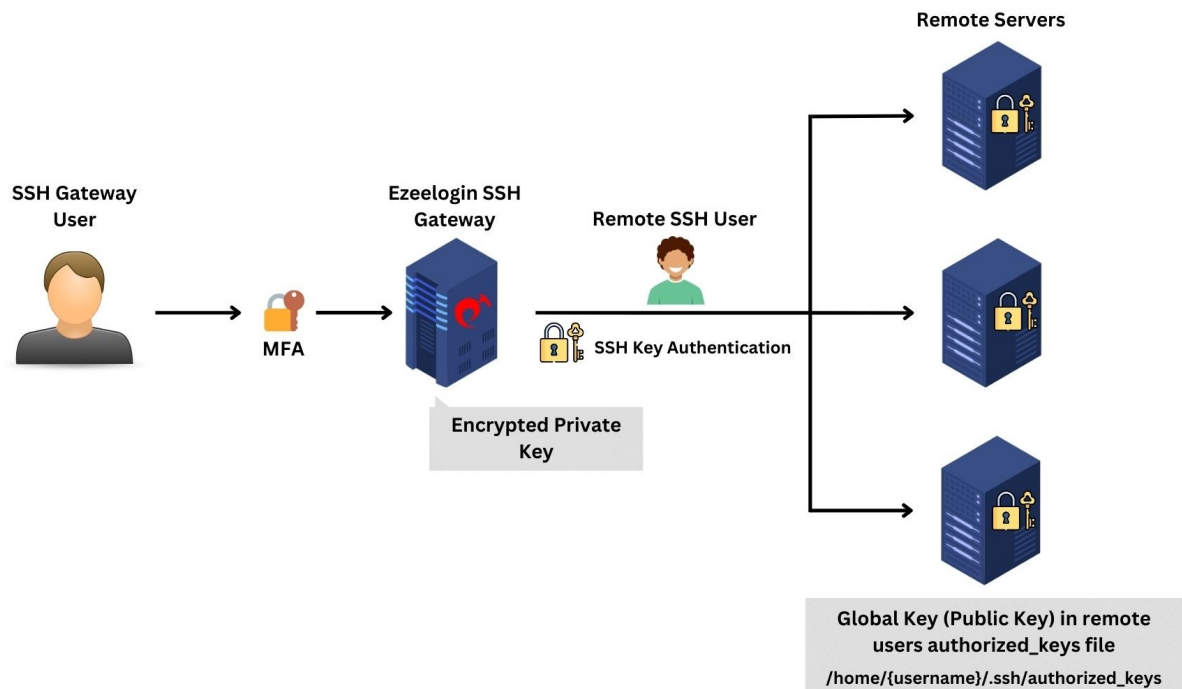 Remote Servers
SSH Gateway
User
Ezeelogin SSH
Gateway
Remote SSH User
MFA
SSH Key Authentication
Encrypted Private
Key
Global Key (Public Key) in remote
users authorized_keys file
/home/{username}/.ssh/authorized_keys